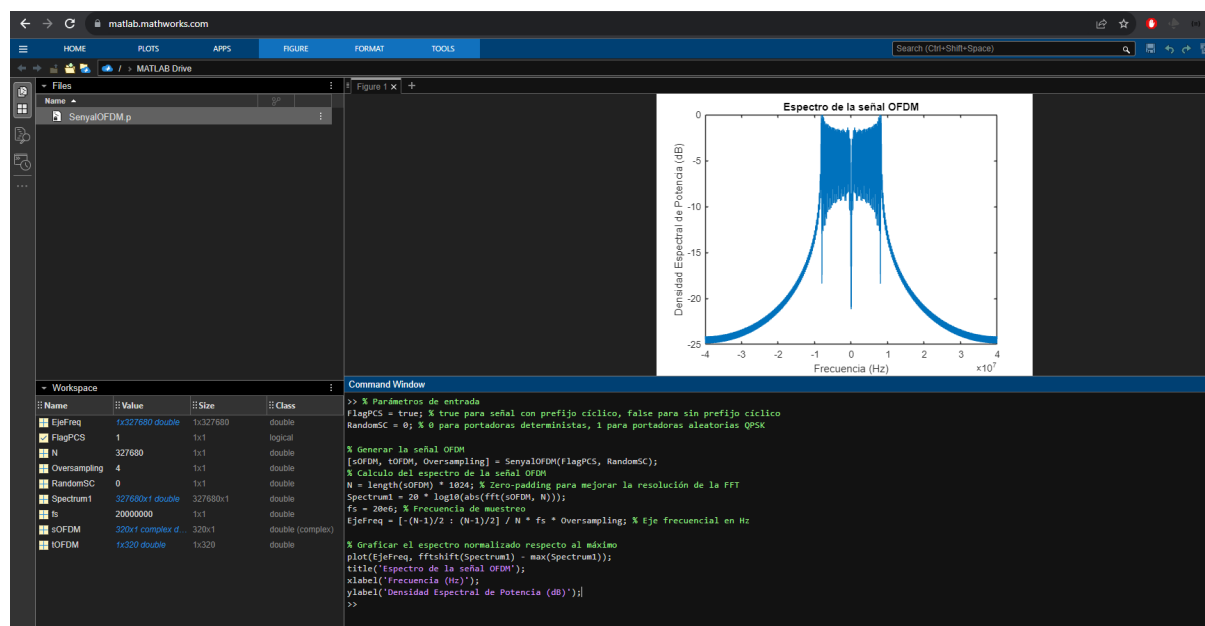 matlab.mathworks.com
HOME PLOTS APPS FIGURE FORMAT TOOLS
Search (Ctrl+Shift+Space)
/ > MATLAB Drive
Files
Name
SenyalOFDM.p
Figure 1 × +
Espectro de la señal OFDM
Densidad Espectral de Potencia (dB)
0
-5
-10
-15
-20
-25
-4 -3 -2 -1 0 1 2 3 4
Frecuencia (Hz)
×10⁷
Workspace
Name Value Size Class
EjeFreq 1x327680 double 1x327680 double
FlagPCS 1 1x1 logical
N 327680 1x1 double
Oversampling 4 1x1 double
RandomSC 0 1x1 double
Spectrum1 327680x1 double 327680x1 double
fs 20000000 1x1 double
sOFDM 320x1 complex d... 320x1 double (complex)
tOFDM 1x320 double 1x320 double
Command Window
>> % Parámetros de entrada
FlagPCS = true; % true para señal con prefijo cíclico, false para sin prefijo cíclico
RandomSC = 0; % 0 para portadoras deterministas, 1 para portadoras aleatorias QPSK
% Generar la señal OFDM
[sOFDM, tOFDM, Oversampling] = SenyalOFDM(FlagPCS, RandomSC);
% Calculo del espectro de la señal OFDM
N = length(sOFDM) * 1024; % Zero-padding para mejorar la resolución de la FFT
Spectrum1 = 20 * log10(abs(fft(sOFDM, N)));
fs = 20e6; % Frecuencia de muestreo
EjeFreq = [-(N-1)/2 : (N-1)/2] / N * fs * Oversampling; % Eje frecuencial en Hz
% Graficar el espectro normalizado respecto al máximo
plot(EjeFreq, fftshift(Spectrum1) - max(Spectrum1));
title('Espectro de la señal OFDM');
xlabel('Frecuencia (Hz)');
ylabel('Densidad Espectral de Potencia (dB)');
>>